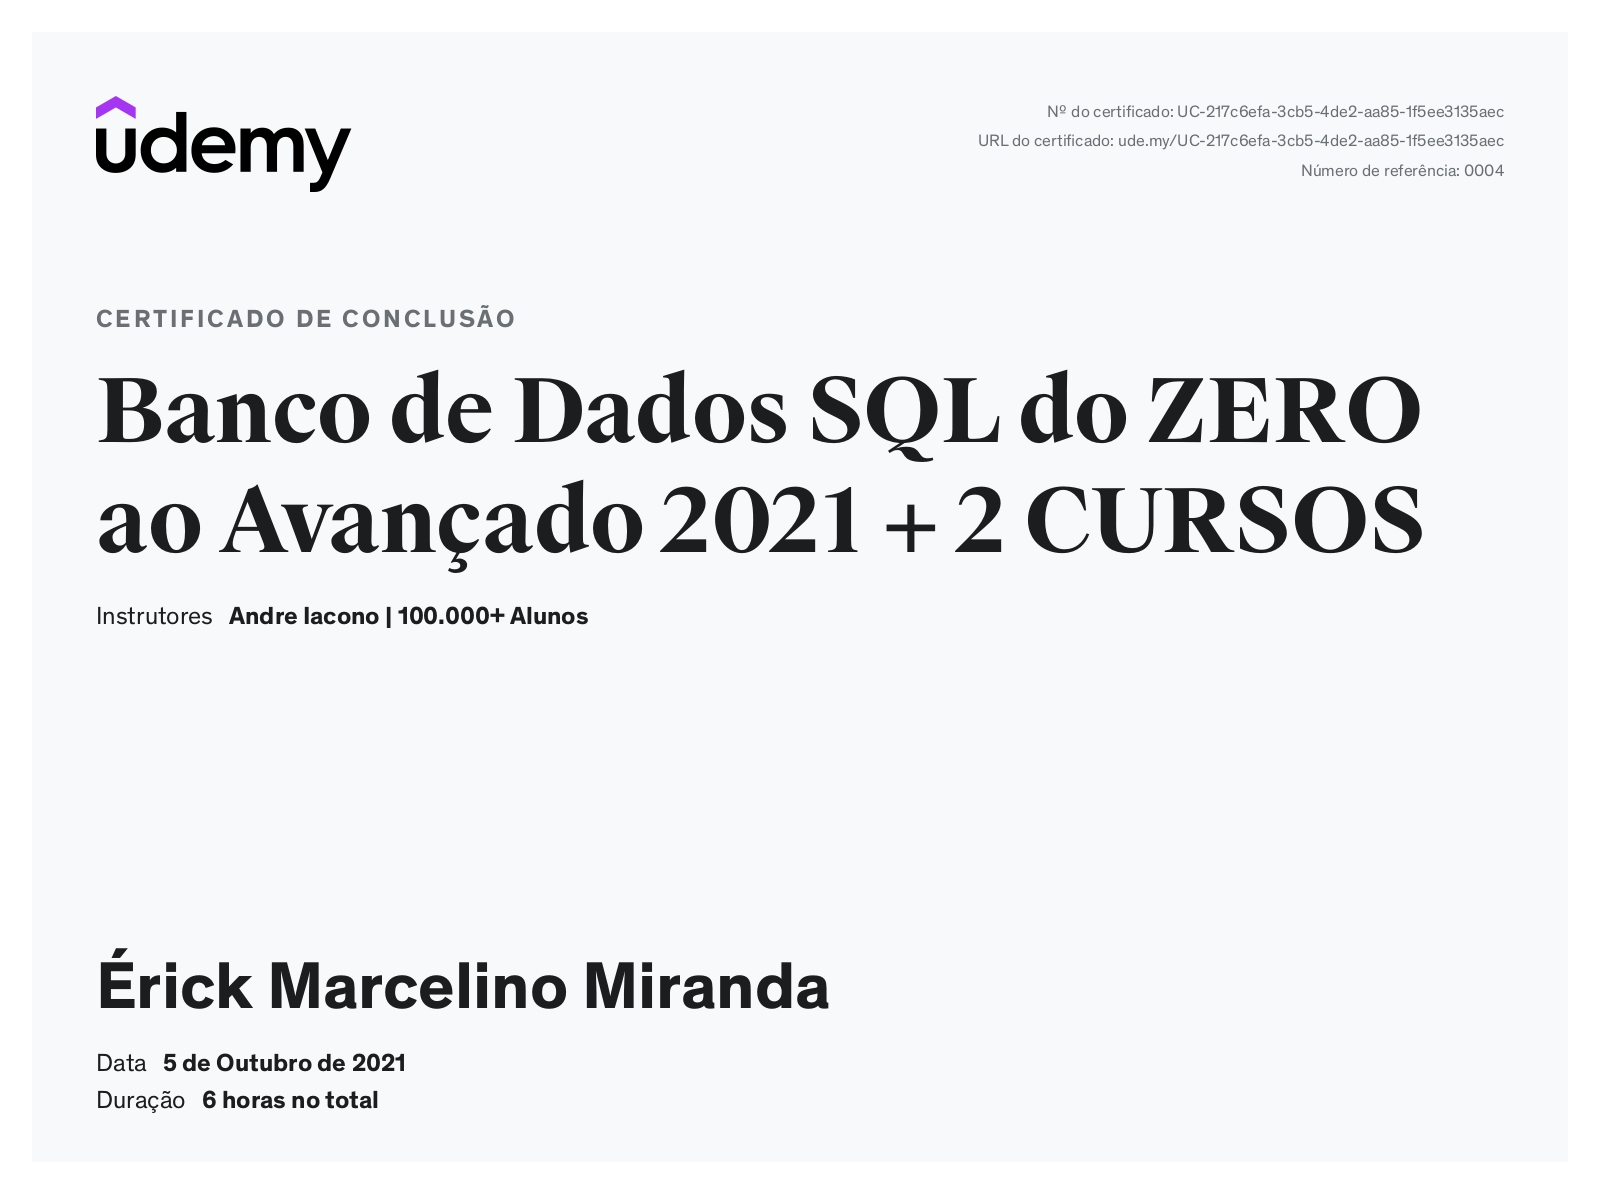 udemy
Nº do certificado: UC-217c6efa-3cb5-4de2-aa85-1f5ee3135aec
URL do certificado: ude.my/UC-217c6efa-3cb5-4de2-aa85-1f5ee3135aec
Número de referência: 0004
CERTIFICADO DE CONCLUSÃO
Banco de Dados SQL do ZERO
ao Avançado 2021 + 2 CURSOS
Instrutores Andre Iacono | 100.000+ Alunos
Érick Marcelino Miranda
Data 5 de Outubro de 2021
Duração 6 horas no total